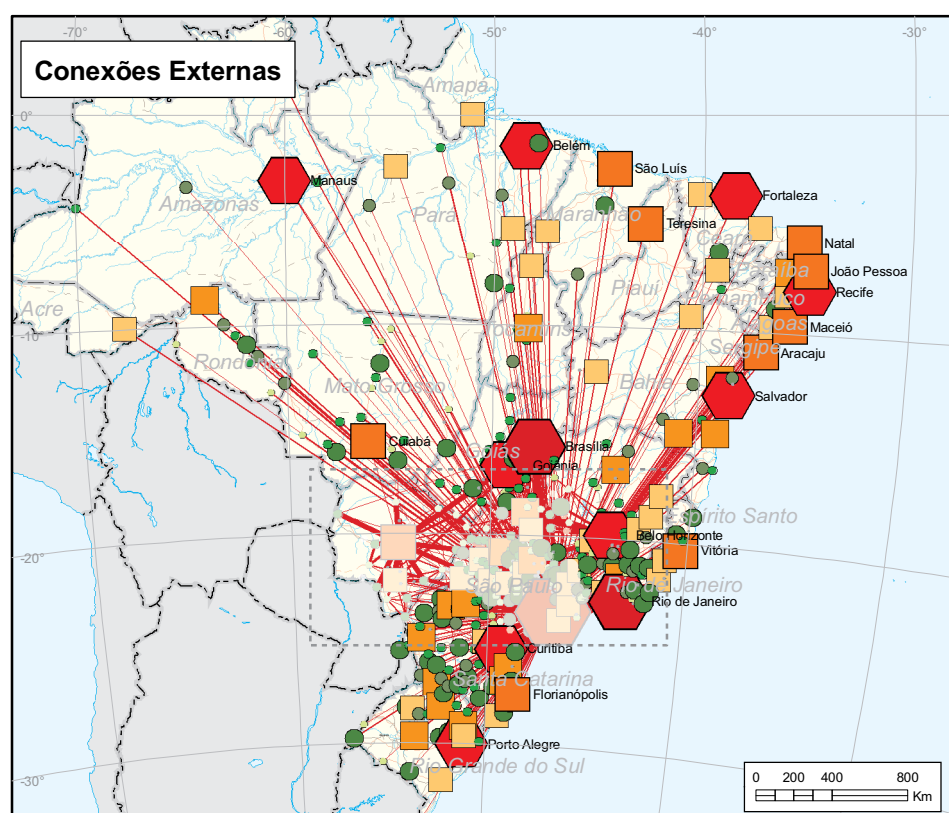 -70°
-60°
-50°
-40°
-30°
Conexões Externas
Amapá
0°
Belém
São Luís
Manaus
Fortaleza
Amazonas
Pará
Maranhão
Teresina
Ceará
Natal
Paraíba
João Pessoa
Piauí
Pernambuco
Recife
Acre
Tocantins
Alagoas
Maceió
-10°
Sergipe
Aracaju
Rondônia
Mato Grosso
Bahia
Salvador
Cuiabá
Brasília
Goiás
Goiânia
Espírito Santo
Belo Horizonte
Vitória
-20°
São Paulo
Rio de Janeiro
Rio de Janeiro
Curitiba
Santa Catarina
Florianópolis
Porto Alegre
Rio Grande do Sul
-30°
0 200 400 800
Km